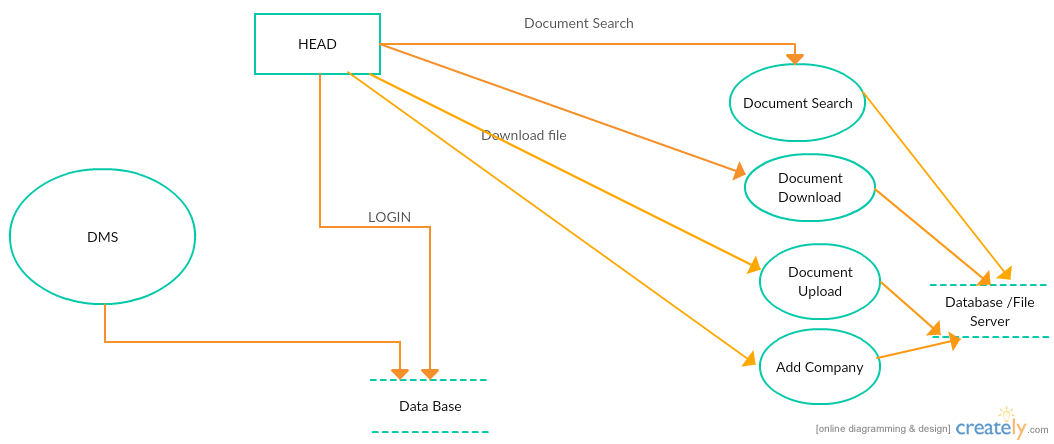 Document Search
HEAD
Document Search
Download file
Document
Download
LOGIN
DMS
Document
Upload
Database /File
Server
Add Company
Data Base
[online diagramming & design] creately.com